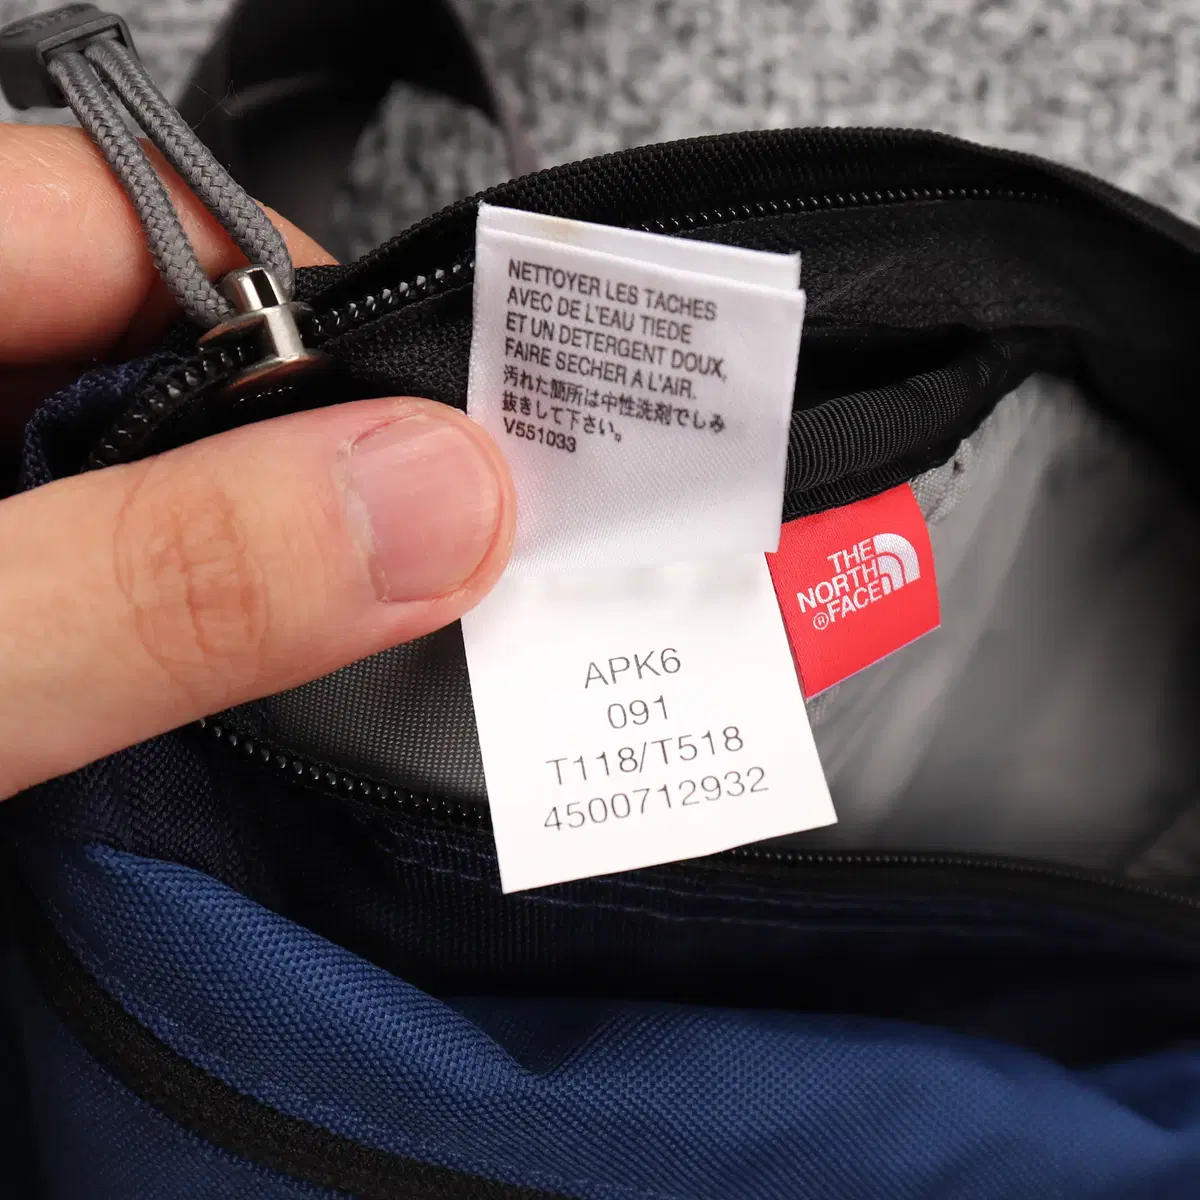 NETTOYER LES TACHES
AVEC DE L'EAU TIEDE
ET UN DETERGENT DOUX,
FAIRE SECHER A L'AIR.
汚れた箇所は中性洗剤でしみ
抜きして下さい。
V551033
THE
NORTH
®FACE
APK6
091
T118/T518
4500712932